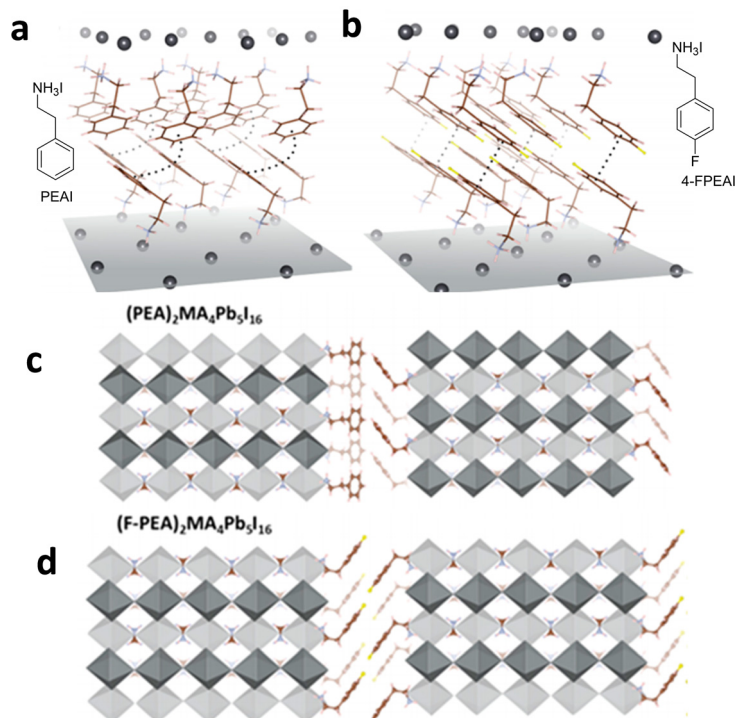 a
b
NH₃I
PEAI
NH₃I
F
4-FPEAI
(PEA)₂MA₄Pb₅I₁₆
c
(F-PEA)₂MA₄Pb₅I₁₆
d